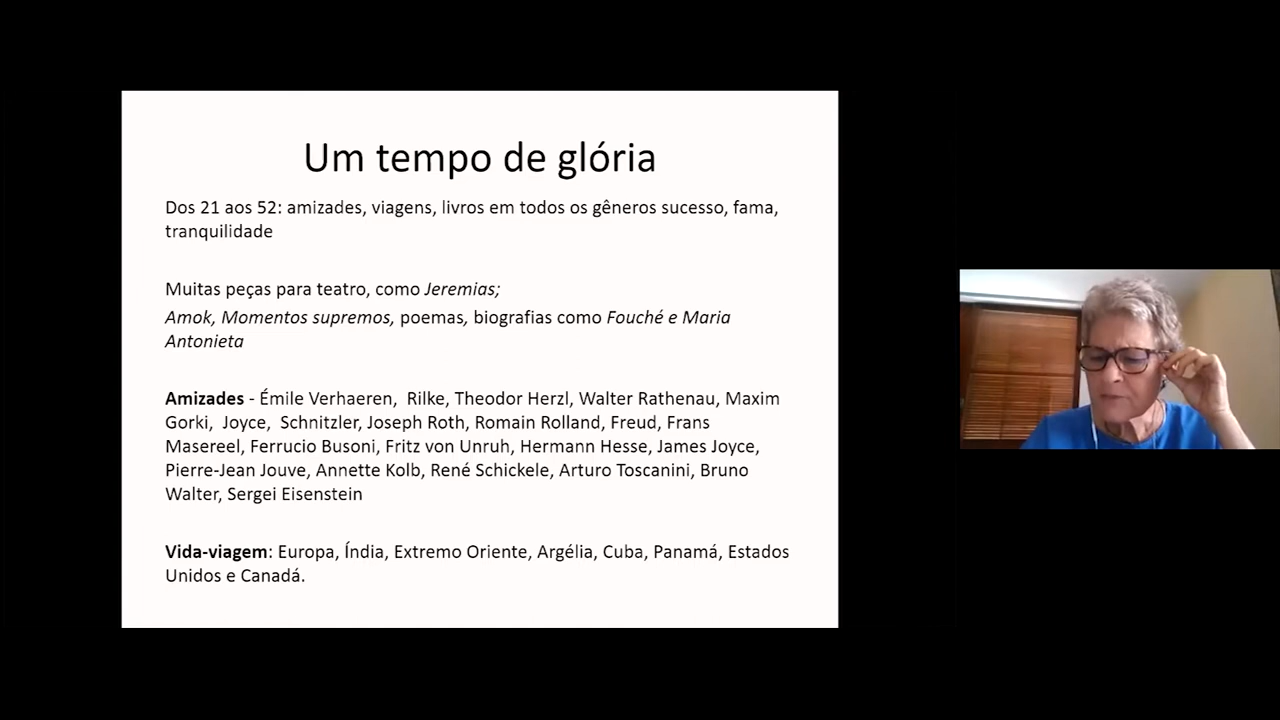 Um tempo de glória
Dos 21 aos 52: amizades, viagens, livros em todos os gêneros sucesso, fama,
tranquilidade
Muitas peças para teatro, como Jeremias;
Amok, Momentos supremos, poemas, biografias como Fouché e Maria
Antonieta
Amizades - Émile Verhaeren, Rilke, Theodor Herzl, Walter Rathenau, Maxim
Gorki, Joyce, Schnitzler, Joseph Roth, Romain Rolland, Freud, Frans
Masereel, Ferrucio Busoni, Fritz von Unruh, Hermann Hesse, James Joyce,
Pierre-Jean Jouve, Annette Kolb, René Schickele, Arturo Toscanini, Bruno
Walter, Sergei Eisenstein
Vida-viagem: Europa, Índia, Extremo Oriente, Argélia, Cuba, Panamá, Estados
Unidos e Canadá.